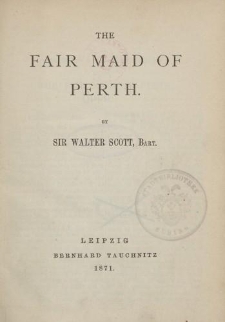 THE
FAIR MAID OF
PERTH.
BY
SIR WALTER SCOTT, BART.
LEIPZIG
BERNHARD TAUCHNITZ
1871.